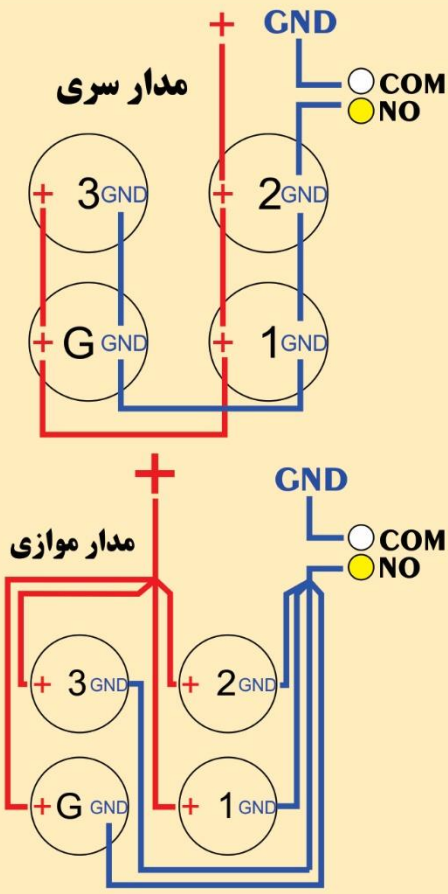 + GND
مدار سری
COM
NO
+ 3 GND
+ 2 GND
+ G GND
+ 1 GND
+
GND
مدار موازی
COM
NO
+ 3 GND
+ 2 GND
+ G GND
+ 1 GND